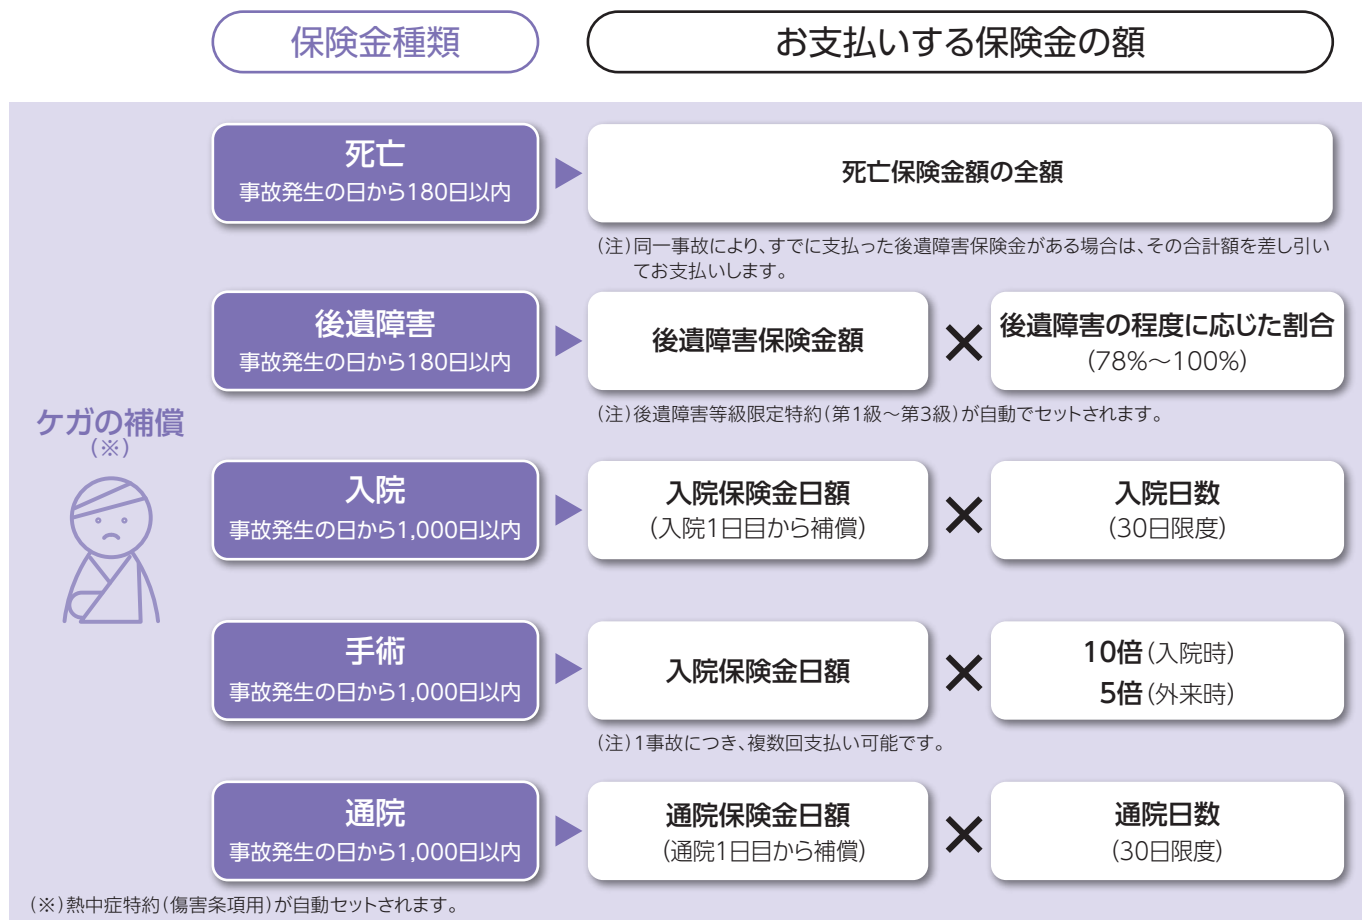 保険金種類
お支払いする保険金の額
死亡
事故発生の日から180日以内
死亡保険金額の全額
(注)同一事故により、すでに支払った後遺障害保険金がある場合は、その合計額を差し引い
てお支払いします。
後遺障害
事故発生の日から180日以内
後遺障害保険金額
×
後遺障害の程度に応じた割合
(78%～100%)
(注)後遺障害等級限定特約(第1級～第3級)が自動でセットされます。
ケガの補償
(※)
入院
事故発生の日から1,000日以内
入院保険金日額
(入院1日目から補償)
×
入院日数
(30日限度)
手術
事故発生の日から1,000日以内
入院保険金日額
×
10倍(入院時)
5倍(外来時)
(注)1事故につき、複数回支払い可能です。
通院
事故発生の日から1,000日以内
通院保険金日額
(通院1日目から補償)
×
通院日数
(30日限度)
(※)熱中症特約(傷害条項用)が自動セットされます。